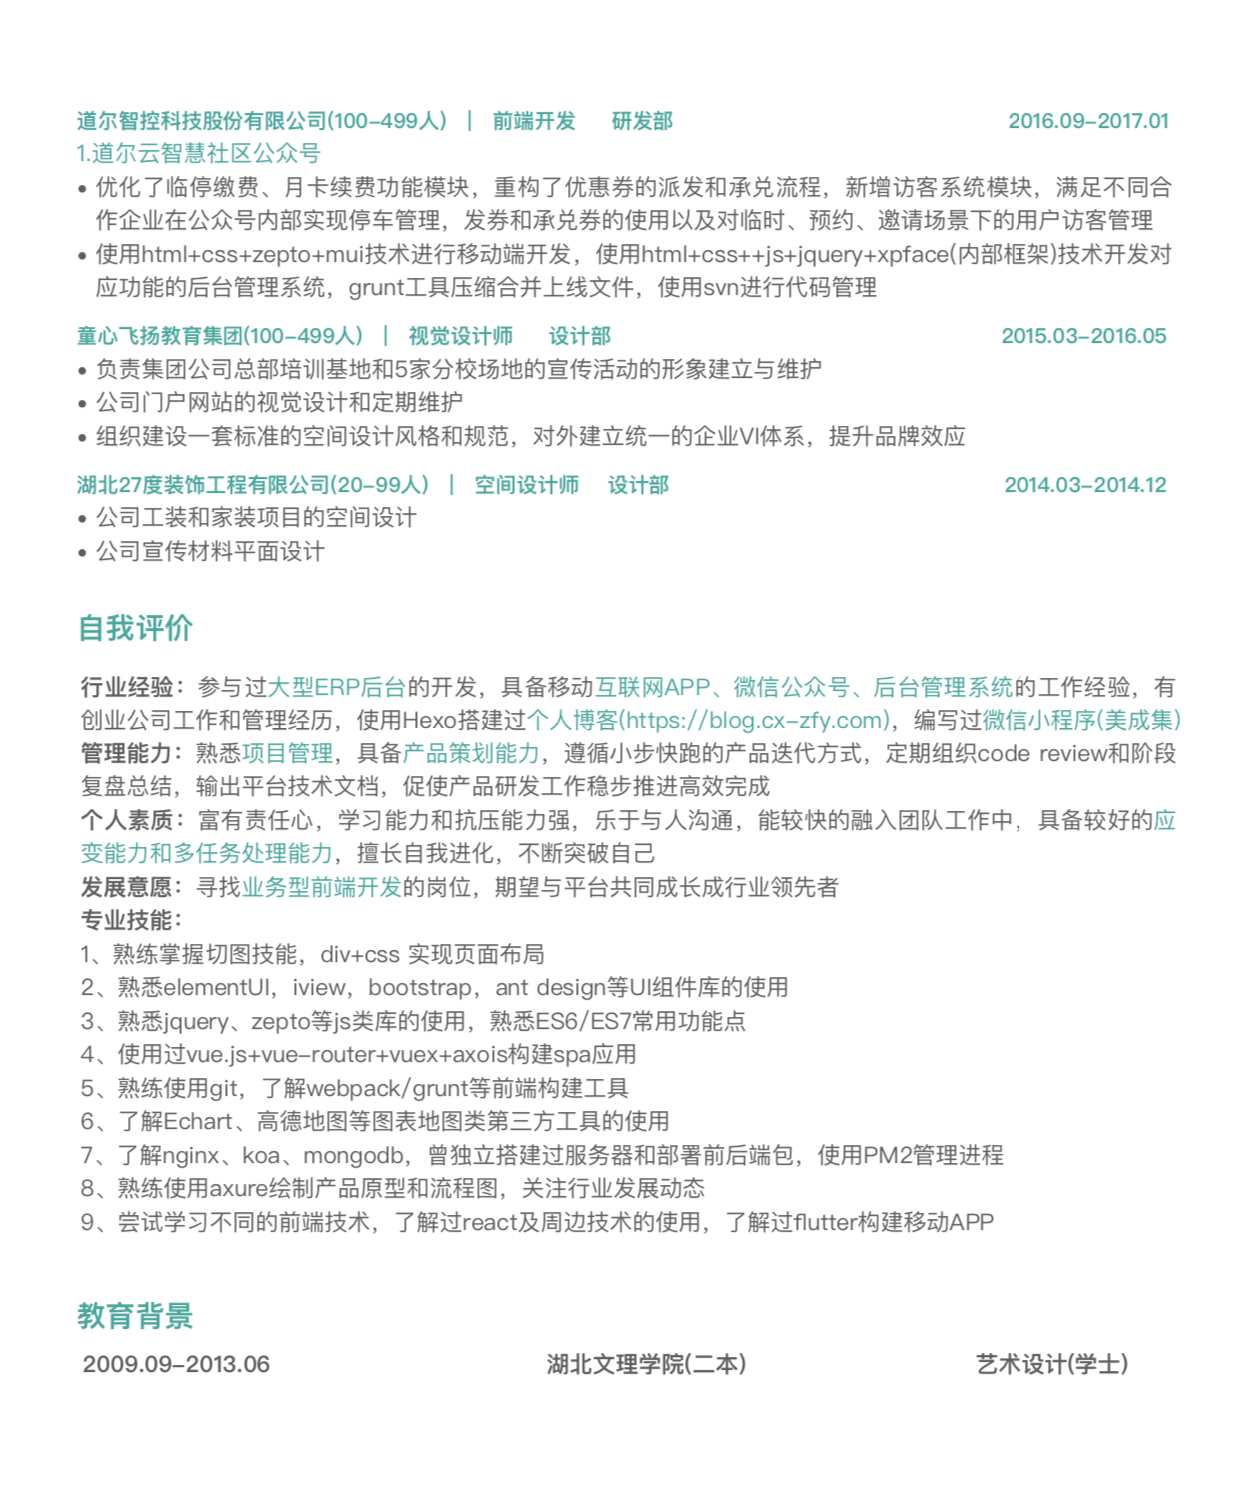 道尔智控科技股份有限公司(100-499人) | 前端开发 研发部 2016.09-2017.01
1.道尔云智慧社区公众号
• 优化了临停缴费、月卡续费功能模块，重构了优惠券的派发和承兑流程，新增访客系统模块，满足不同合
作企业在公众号内部实现停车管理，发券和承兑券的使用以及对临时、预约、邀请场景下的用户访客管理
• 使用html+css+zepto+mui技术进行移动端开发，使用html+css++js+jquery+xpface(内部框架)技术开发对
应功能的后台管理系统，grunt工具压缩合并上线文件，使用svn进行代码管理
童心飞扬教育集团(100-499人) | 视觉设计师 设计部 2015.03-2016.05
• 负责集团公司总部培训基地和5家分校场地的宣传活动的形象建立与维护
• 公司门户网站的视觉设计和定期维护
• 组织建设一套标准的空间设计风格和规范，对外建立统一的企业VI体系，提升品牌效应
湖北27度装饰工程有限公司(20-99人) | 空间设计师 设计部 2014.03-2014.12
• 公司工装和家装项目的空间设计
• 公司宣传材料平面设计
自我评价
行业经验：参与过大型ERP后台的开发，具备移动互联网APP、微信公众号、后台管理系统的工作经验，有
创业公司工作和管理经历，使用Hexo搭建过个人博客(https://blog.cx-zfy.com)，编写过微信小程序(美成集)
管理能力：熟悉项目管理，具备产品策划能力，遵循小步快跑的产品迭代方式，定期组织code review和阶段
复盘总结，输出平台技术文档，促使产品研发工作稳步推进高效完成
个人素质：富有责任心，学习能力和抗压能力强，乐于与人沟通，能较快的融入团队工作中，具备较好的应
变能力和多任务处理能力，擅长自我进化，不断突破自己
发展意愿：寻找业务型前端开发的岗位，期望与平台共同成长成行业领先者
专业技能：
1、熟练掌握切图技能，div+css 实现页面布局
2、熟悉elementUI，iview，bootstrap，ant design等UI组件库的使用
3、熟悉jquery、zepto等js类库的使用，熟悉ES6/ES7常用功能点
4、使用过vue.js+vue-router+vuex+axois构建spa应用
5、熟练使用git，了解webpack/grunt等前端构建工具
6、了解Echart、高德地图等图表地图类第三方工具的使用
7、了解nginx、koa、mongodb，曾独立搭建过服务器和部署前后端包，使用PM2管理进程
8、熟练使用axure绘制产品原型和流程图，关注行业发展动态
9、尝试学习不同的前端技术，了解过react及周边技术的使用，了解过flutter构建移动APP
教育背景
2009.09-2013.06 湖北文理学院(二本) 艺术设计(学士)